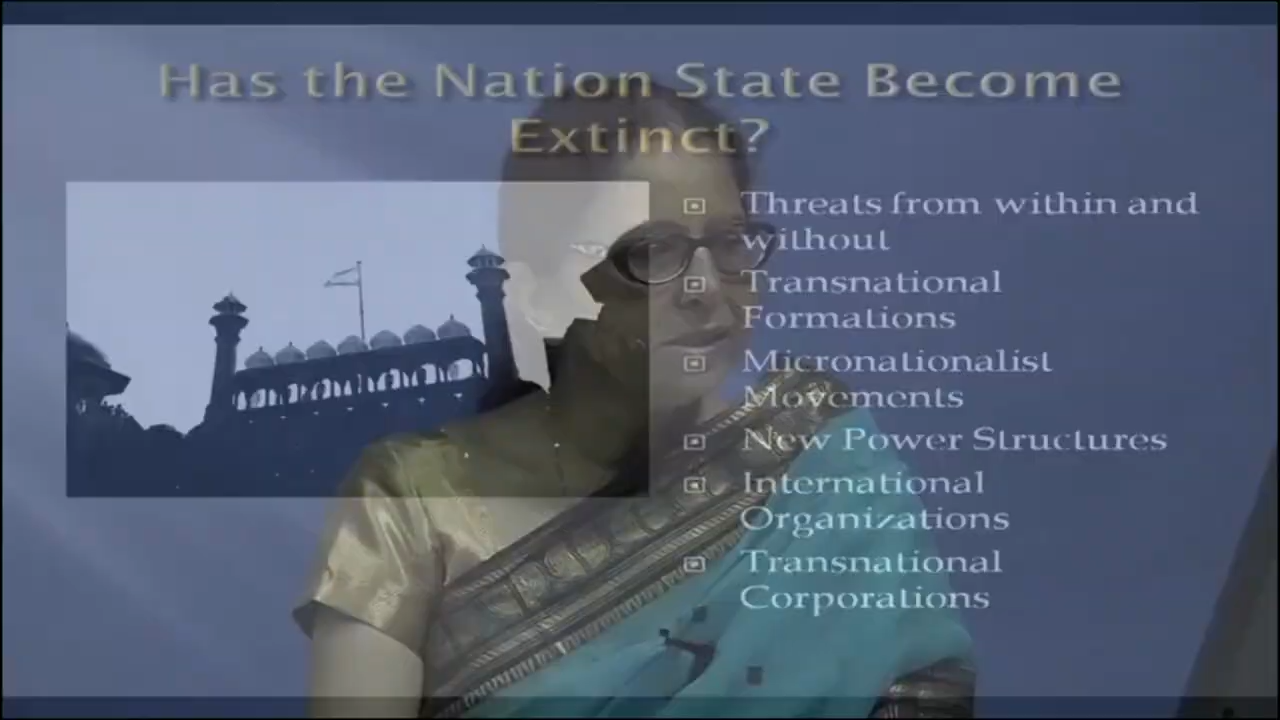 Has the Nation State Become
Extinct?
Threats from within and
without
Transnational
Formations
Micronationalist
Movements
New Power Structures
International
Organizations
Transnational
Corporations